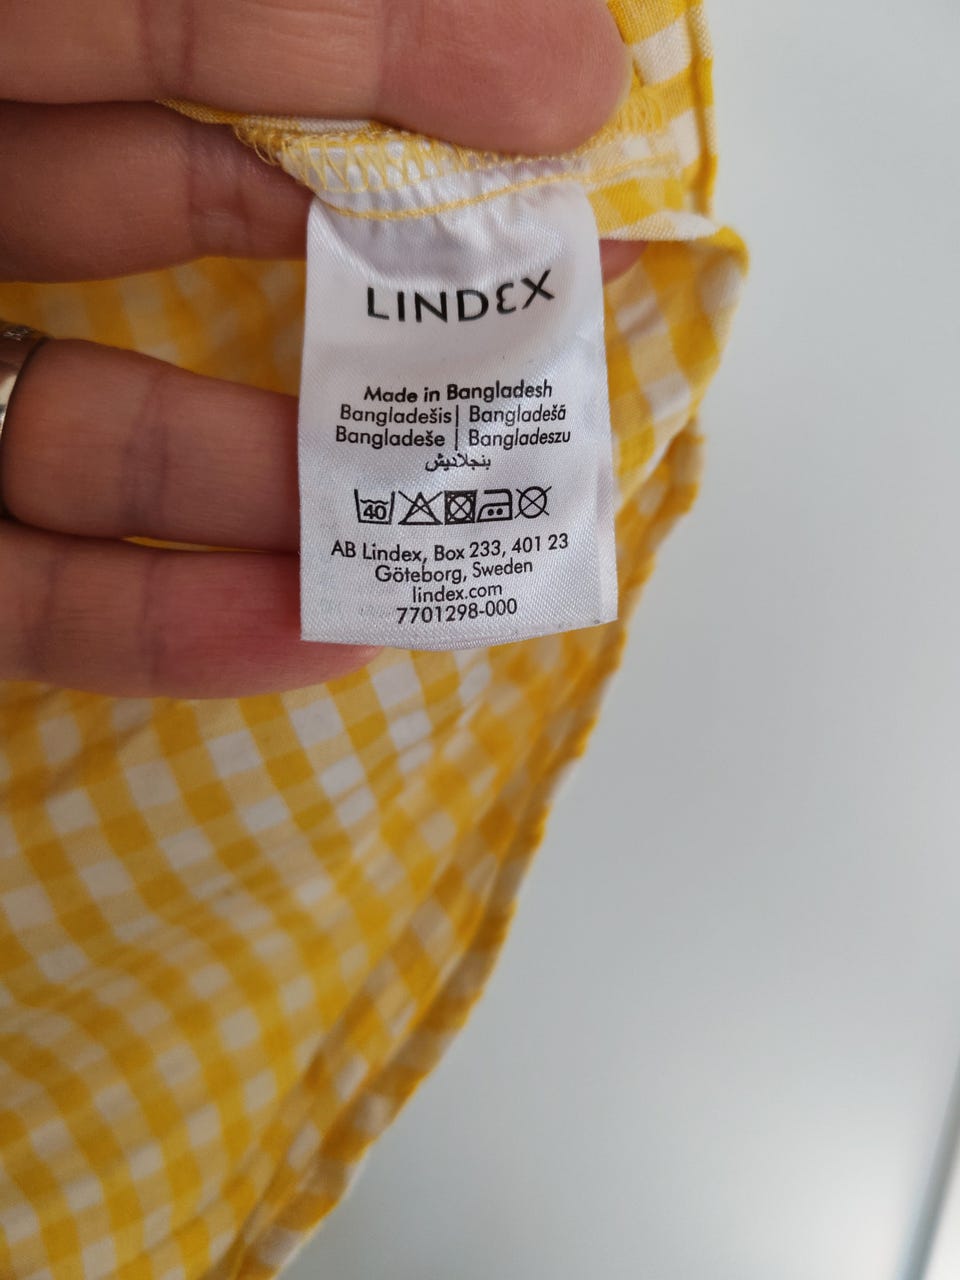 LINDEX
Made in Bangladesh
Bangladešis | Bangladešā
Bangladeše | Bangladeszu
بنجلاديش
40
AB Lindex, Box 233, 401 23
Göteborg, Sweden
lindex.com
7701298-000